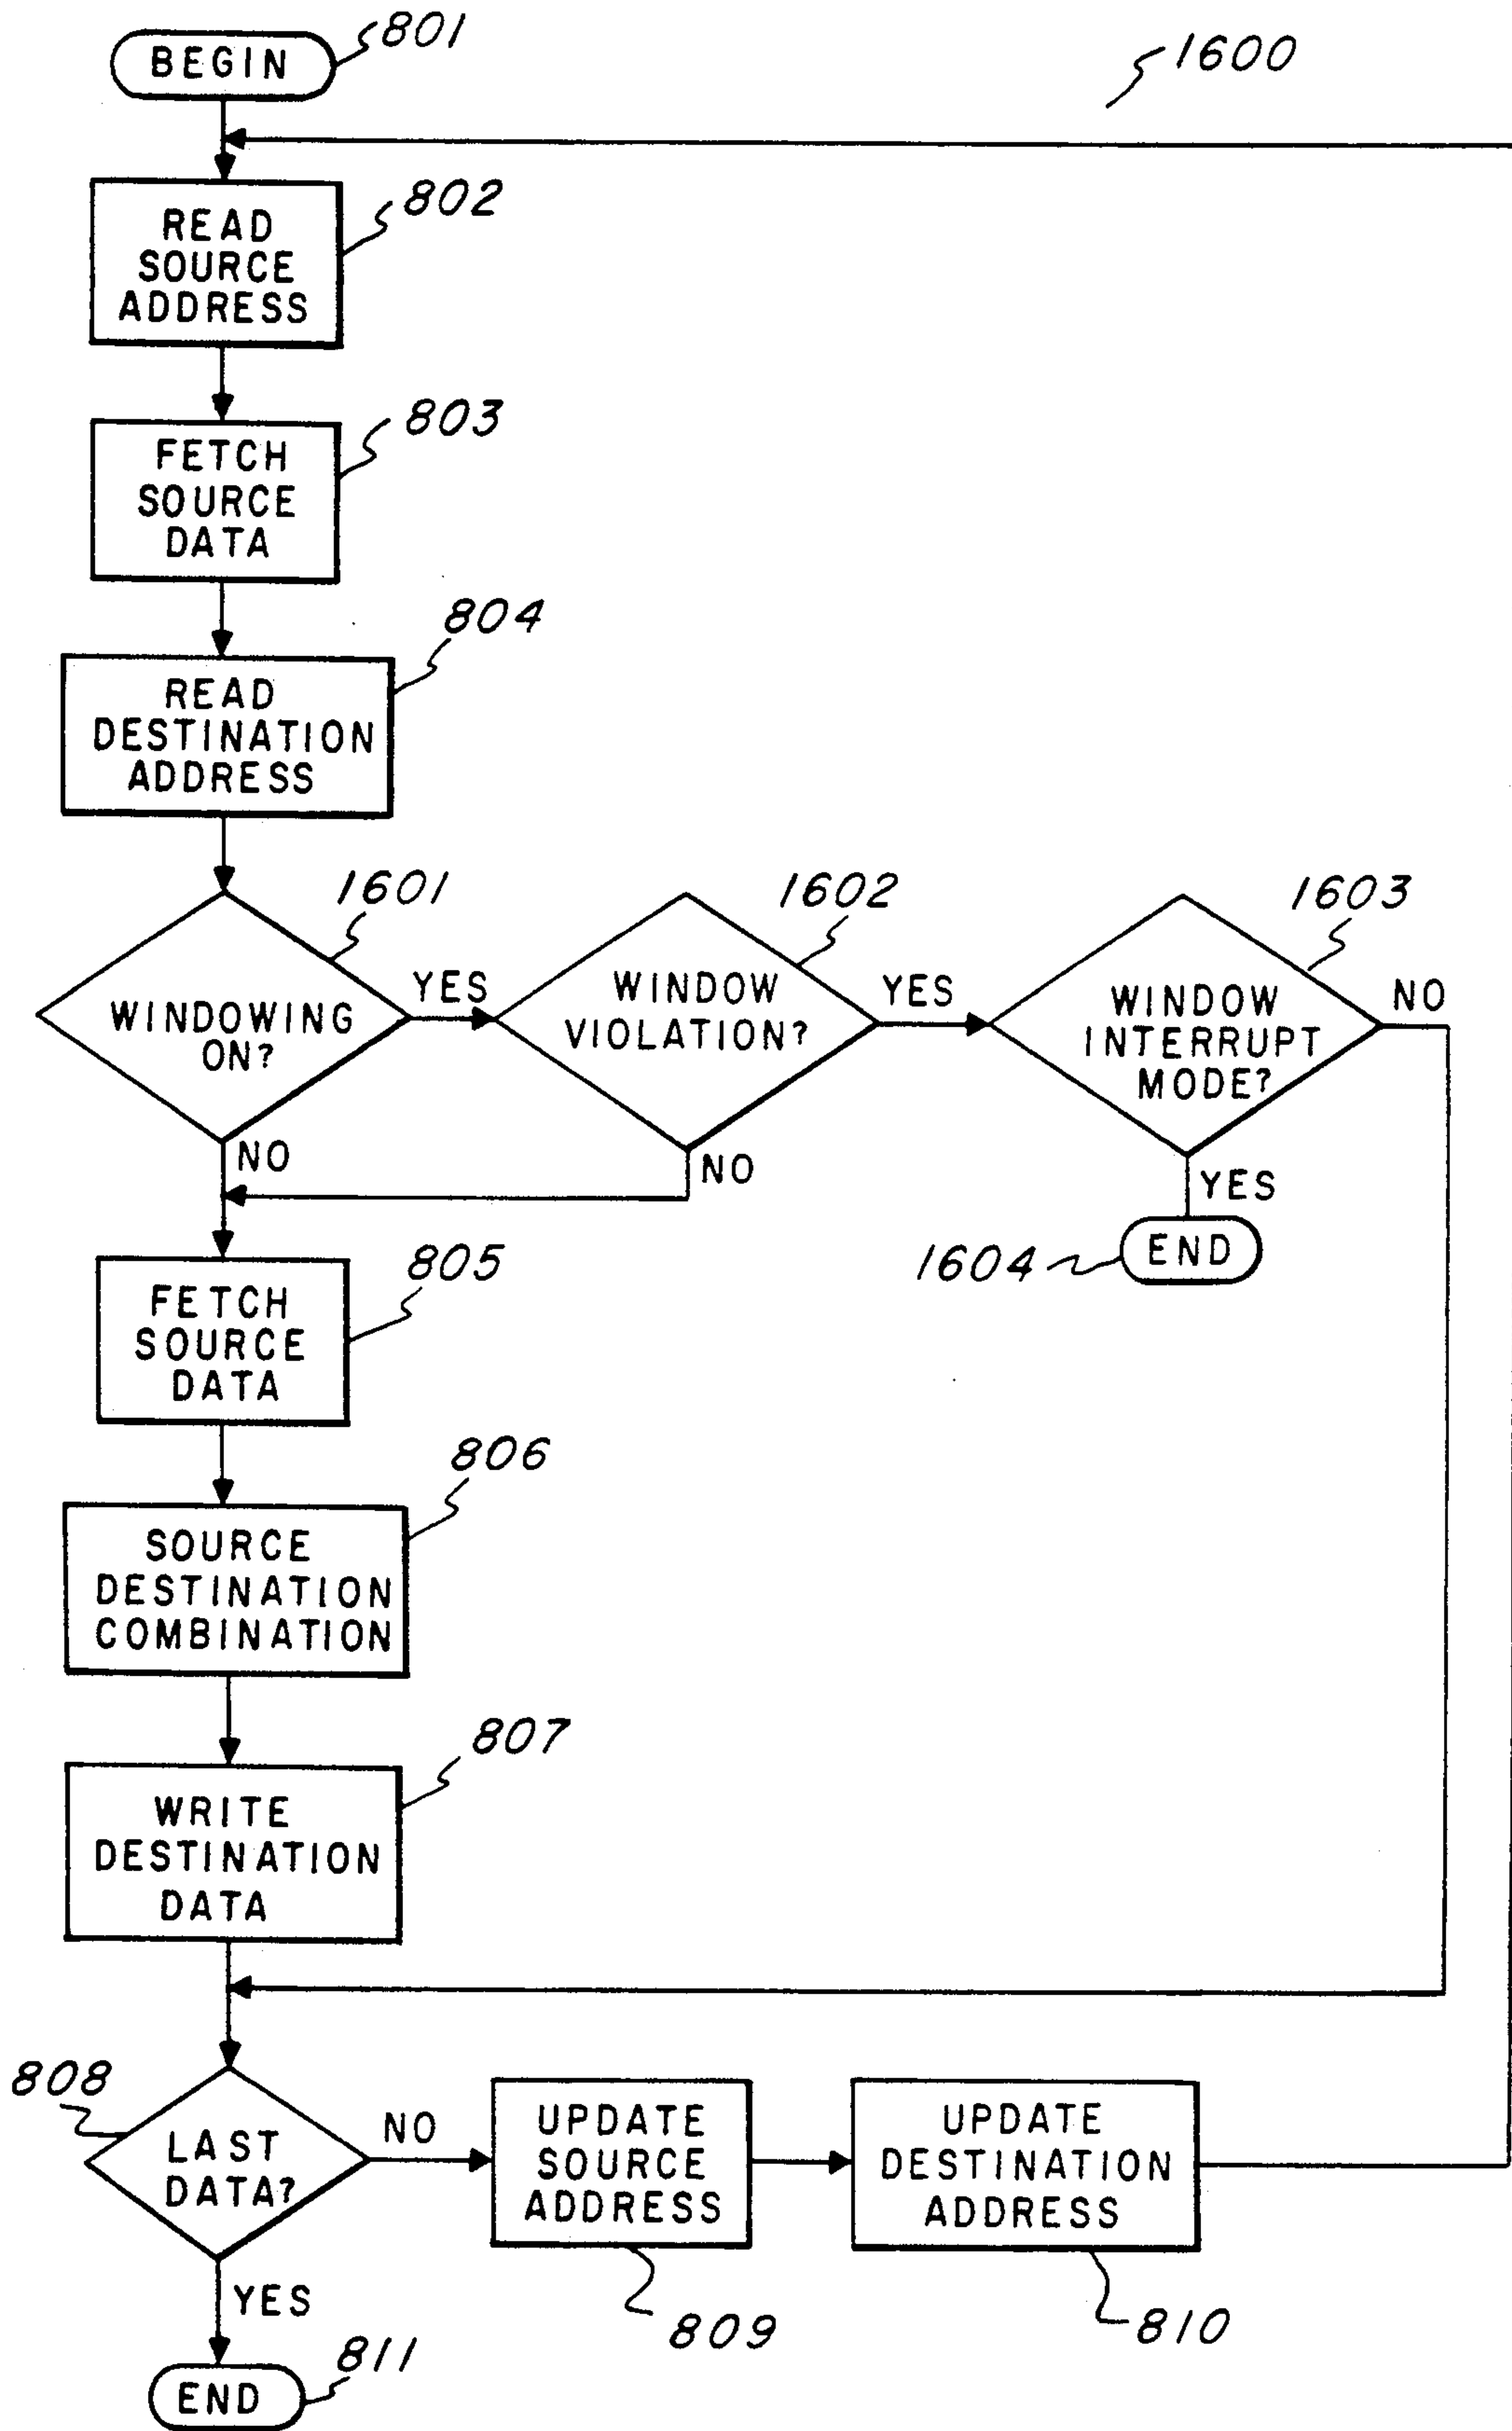 BEGIN
801
1600
READ
SOURCE
ADDRESS
802
FETCH
SOURCE
DATA
803
READ
DESTINATION
ADDRESS
804
WINDOWING
ON?
1601
YES
NO
WINDOW
VIOLATION?
1602
YES
NO
WINDOW
INTERRUPT
MODE?
1603
NO
YES
1604
END
FETCH
SOURCE
DATA
805
SOURCE
DESTINATION
COMBINATION
806
WRITE
DESTINATION
DATA
807
808
LAST
DATA?
NO
YES
UPDATE
SOURCE
ADDRESS
809
UPDATE
DESTINATION
ADDRESS
810
END
811